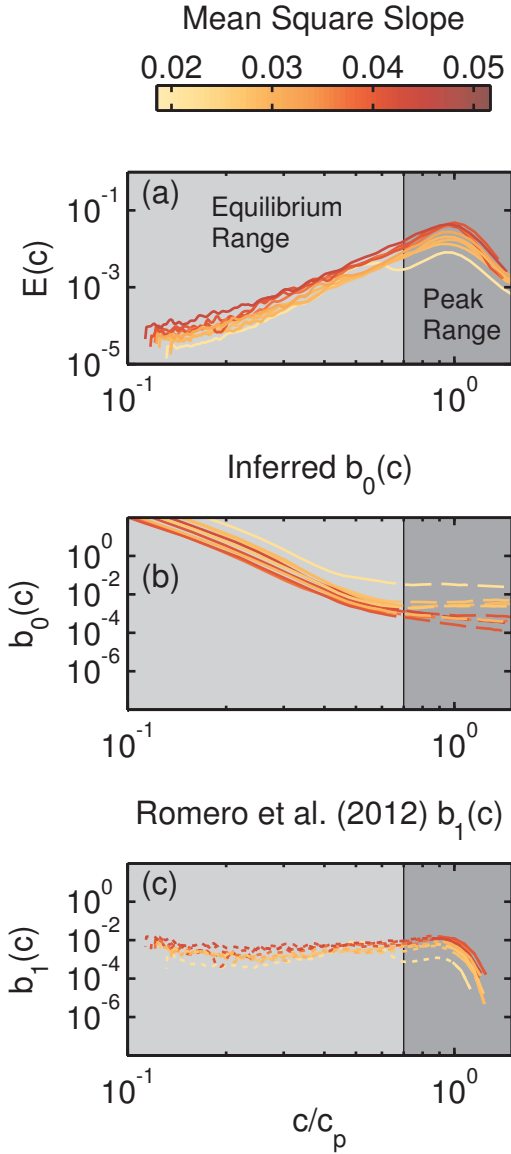 Mean Square Slope
0.02 0.03 0.04 0.05
(a)
Equilibrium
Range
Peak
Range
E(c)
10^-1
10^-3
10^-5
10^-1 10^0
Inferred b_0(c)
(b)
b_0(c)
10^0
10^-2
10^-4
10^-6
10^-1 10^0
Romero et al. (2012) b_1(c)
(c)
b_1(c)
10^0
10^-2
10^-4
10^-6
10^-1 10^0
c/c_p